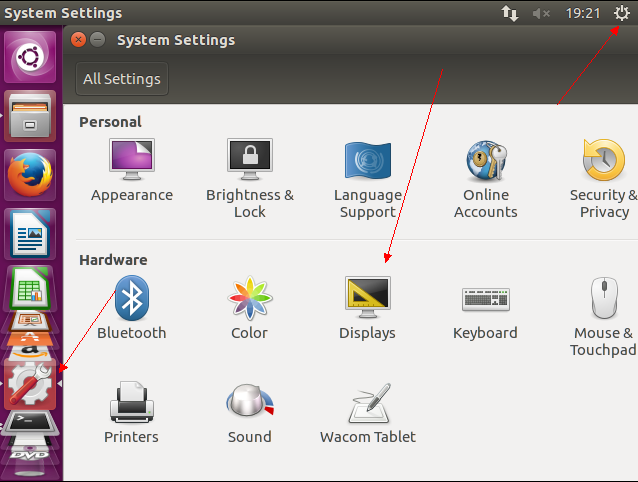 System Settings
19:21
System Settings
All Settings
Personal
Appearance
Brightness &
Lock
Language
Support
Online
Accounts
Security &
Privacy
Hardware
Bluetooth
Color
Displays
Keyboard
Mouse &
Touchpad
Printers
Sound
Wacom Tablet